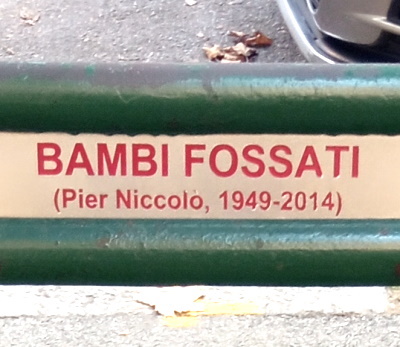 BAMBI FOSSATI
(Pier Niccolò, 1949-2014)